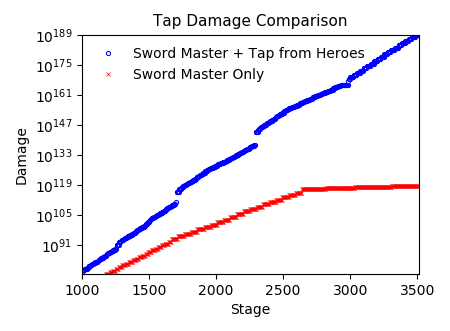 Tap Damage Comparison
10^189
10^175
10^161
10^147
10^133
10^119
10^105
10^91
Damage
Sword Master + Tap from Heroes
Sword Master Only
1000 1500 2000 2500 3000 3500
Stage